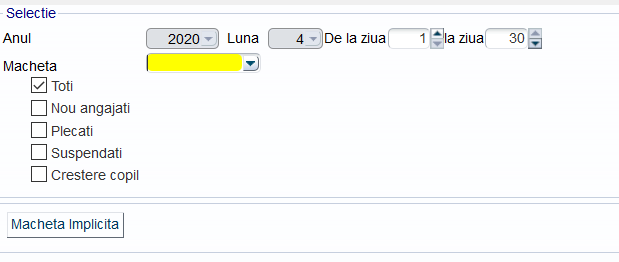 Selectie
Anul 2020 Luna 4 De la ziua 1 la ziua 30
Macheta
Toti
Nou angajati
Plecati
Suspendati
Crestere copil
Macheta Implicita